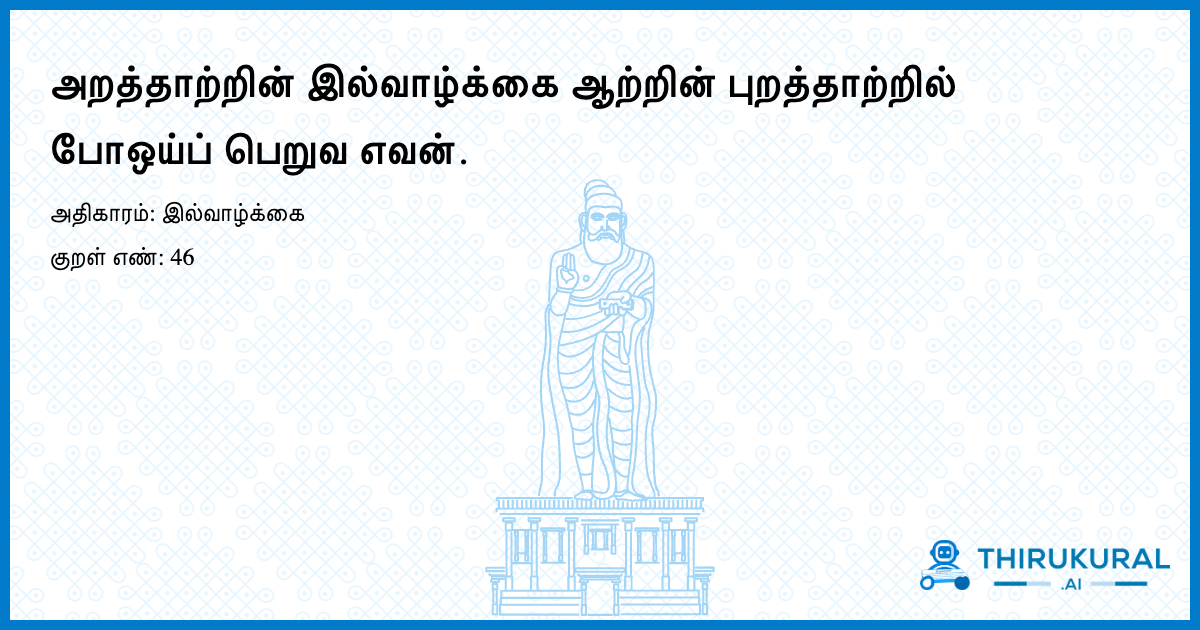 அறத்தாற்றின் இல்வாழ்க்கை ஆற்றின் புறத்தாற்றில்
போஒய்ப் பெறுவ எவன்.
அதிகாரம்: இல்வாழ்க்கை
குறள் எண்: 46
THIRUKURAL
.AI